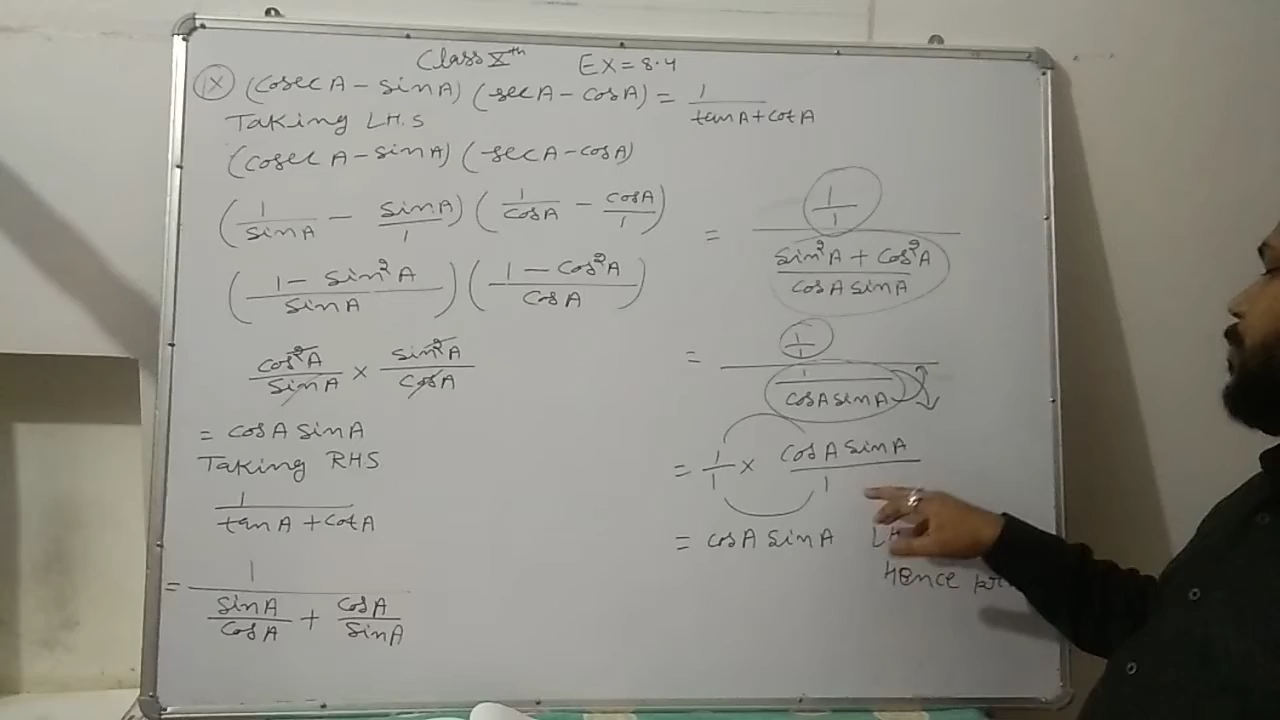 Class Xth EX = 8.4
ix (cosec A - sin A) (sec A - cos A) = 1/(tan A + cot A)
Taking L.H.S
(cosec A - sin A) (sec A - cos A)
(1/sin A - sin A/1) (1/cos A - cos A/1)
((1 - sin²A)/sin A) ((1 - cos²A)/cos A)
cos²A/sin A × sin²A/cos A
= cos A sin A
Taking RHS
1/(tan A + cot A)
= 1/(sin A/cos A + cos A/sin A)
= (1/1)/((sin²A + cos²A)/(cos A sin A))
= (1/1)/(1/(cos A sin A))
= 1/1 × (cos A sin A)/1
= cos A sin A
Hence